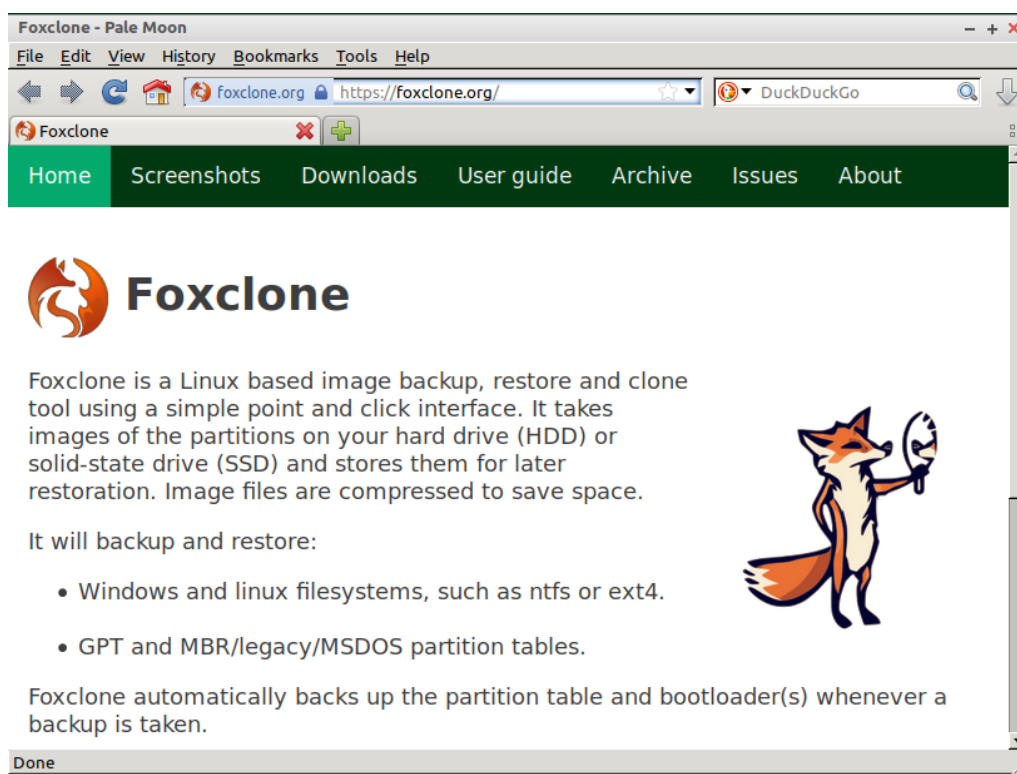 Foxclone - Pale Moon
File Edit View History Bookmarks Tools Help
foxclone.org https://foxclone.org/ DuckDuckGo
Foxclone
Home Screenshots Downloads User guide Archive Issues About
Foxclone
Foxclone is a Linux based image backup, restore and clone
tool using a simple point and click interface. It takes
images of the partitions on your hard drive (HDD) or
solid-state drive (SSD) and stores them for later
restoration. Image files are compressed to save space.
It will backup and restore:
• Windows and linux filesystems, such as ntfs or ext4.
• GPT and MBR/legacy/MSDOS partition tables.
Foxclone automatically backs up the partition table and bootloader(s) whenever a
backup is taken.
Done